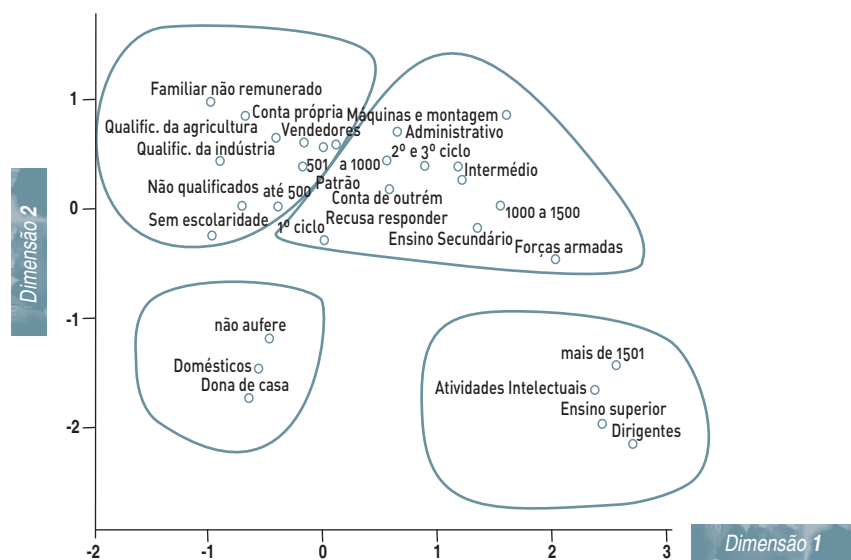 1
0
-1
-2
Dimensão 2
Familiar não remunerado
Conta própria
Máquinas e montagem
Qualific. da agricultura
Vendedores
Administrativo
Qualific. da indústria
501 a 1000
2º e 3º ciclo
Intermédio
Não qualificados
até 500
Patrão
Conta de outrém
Sem escolaridade
1º ciclo
Recusa responder
1000 a 1500
Ensino Secundário
Forças armadas
não aufere
Domésticos
Dona de casa
mais de 1501
Atividades Intelectuais
Ensino superior
Dirigentes
-2
-1
0
1
2
3
Dimensão 1